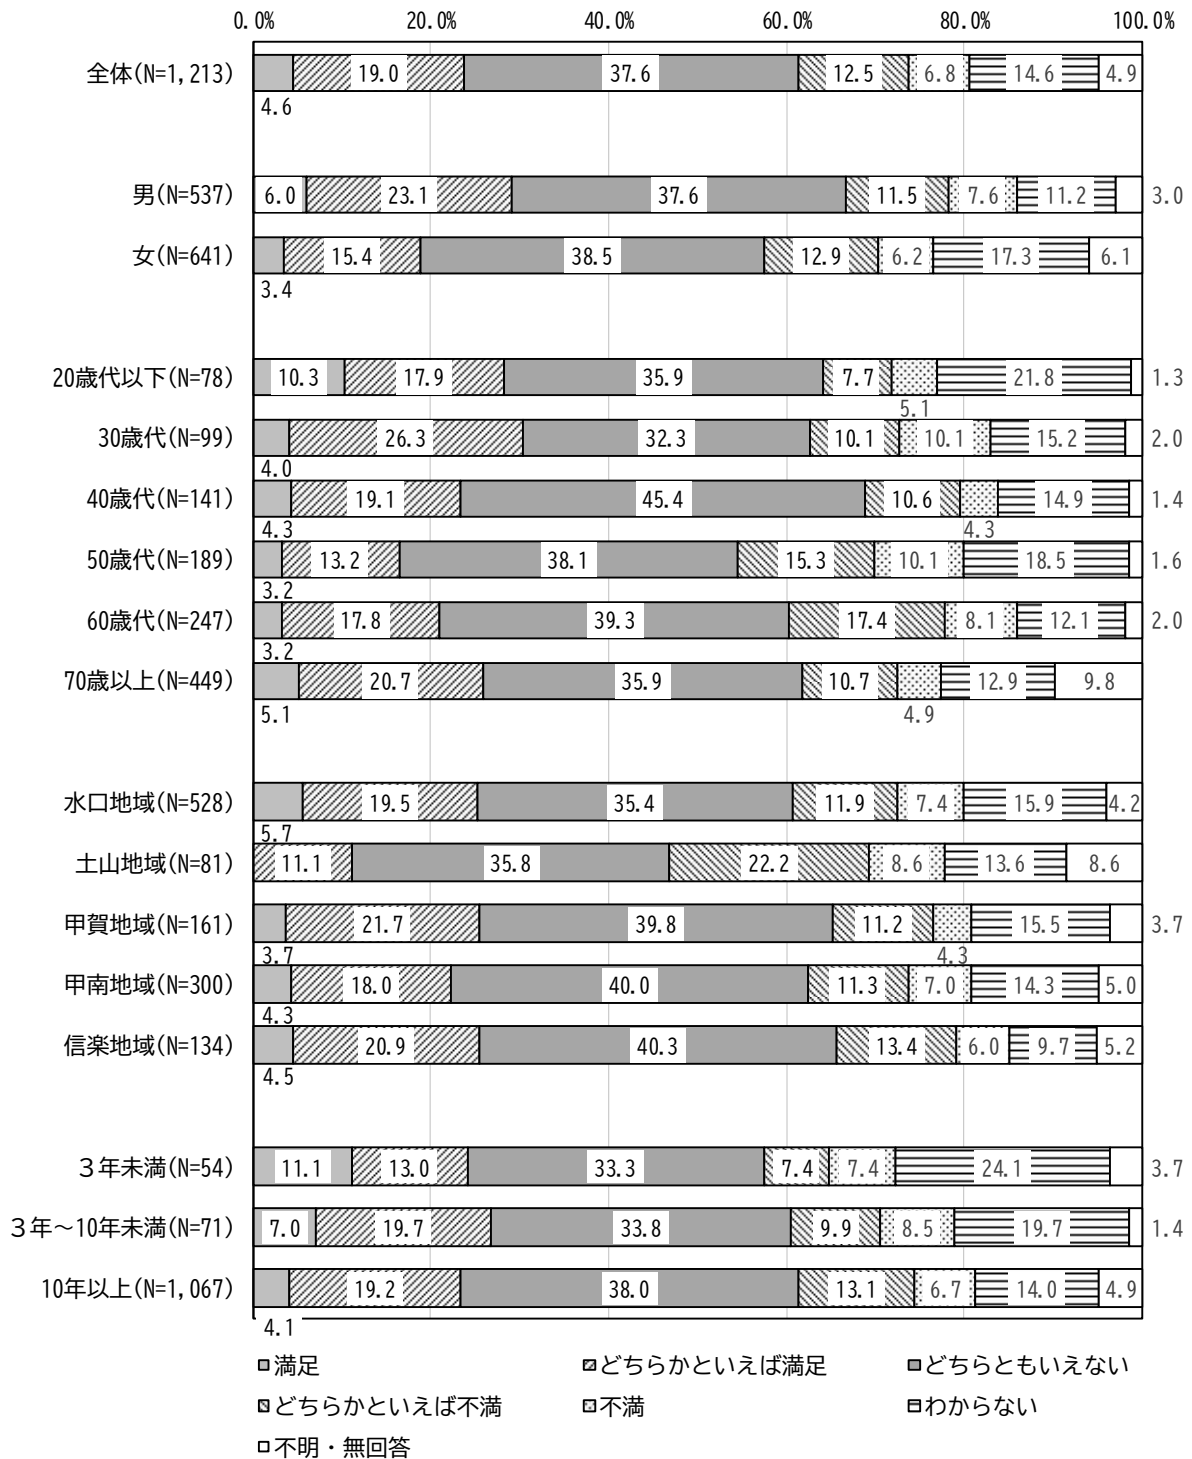 0.0% 20.0% 40.0% 60.0% 80.0% 100.0%
全体(N=1,213) 19.0 37.6 12.5 6.8 14.6 4.9
4.6
男(N=537) 6.0 23.1 37.6 11.5 7.6 11.2 3.0
女(N=641) 15.4 38.5 12.9 6.2 17.3 6.1
3.4
20歳代以下(N=78) 10.3 17.9 35.9 7.7 21.8 1.3
5.1
30歳代(N=99) 26.3 32.3 10.1 10.1 15.2 2.0
4.0
40歳代(N=141) 19.1 45.4 10.6 14.9 1.4
4.3 4.3
50歳代(N=189) 13.2 38.1 15.3 10.1 18.5 1.6
3.2
60歳代(N=247) 17.8 39.3 17.4 8.1 12.1 2.0
3.2
70歳以上(N=449) 20.7 35.9 10.7 12.9 9.8
5.1 4.9
水口地域(N=528) 19.5 35.4 11.9 7.4 15.9 4.2
5.7
土山地域(N=81) 11.1 35.8 22.2 8.6 13.6 8.6
甲賀地域(N=161) 21.7 39.8 11.2 15.5 3.7
3.7 4.3
甲南地域(N=300) 18.0 40.0 11.3 7.0 14.3 5.0
4.3
信楽地域(N=134) 20.9 40.3 13.4 6.0 9.7 5.2
4.5
３年未満(N=54) 11.1 13.0 33.3 7.4 7.4 24.1 3.7
３年～10年未満(N=71) 7.0 19.7 33.8 9.9 8.5 19.7 1.4
10年以上(N=1,067) 19.2 38.0 13.1 6.7 14.0 4.9
4.1
満足 どちらかといえば満足 どちらともいえない
どちらかといえば不満 不満 わからない
不明・無回答